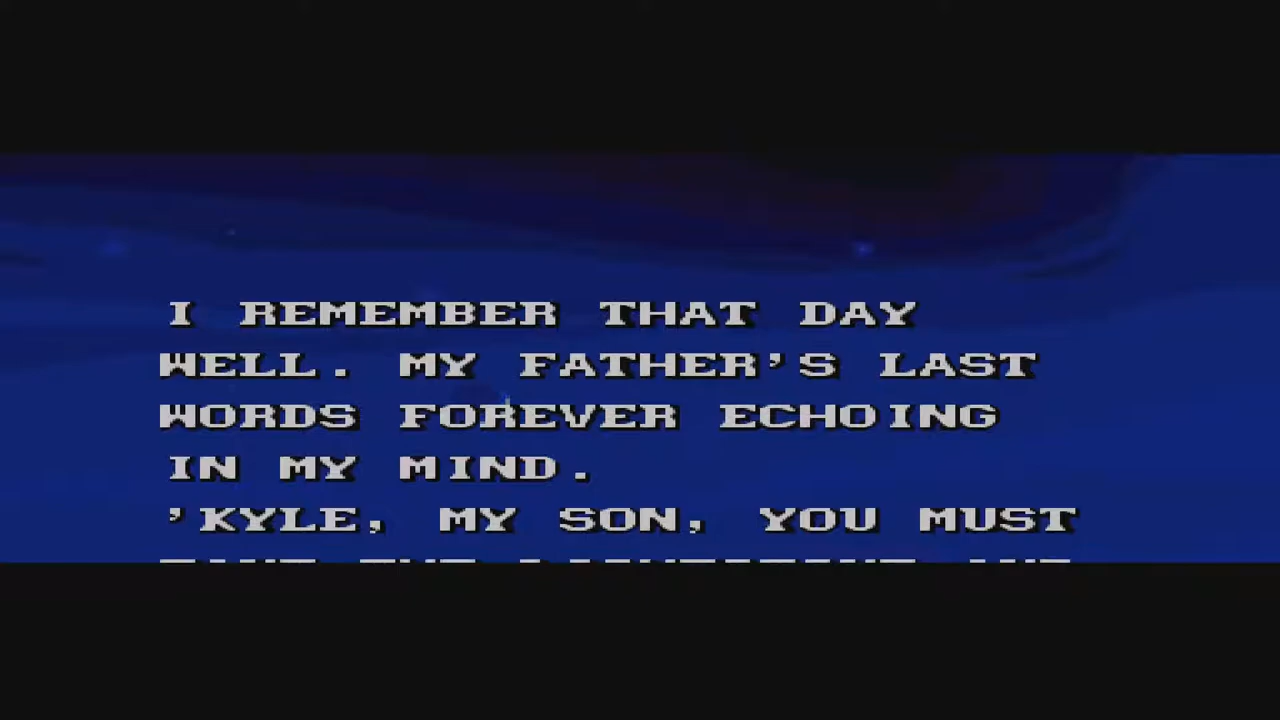 I REMEMBER THAT DAY
WELL. MY FATHER'S LAST
WORDS FOREVER ECHOING
IN MY MIND.
'KYLE, MY SON, YOU MUST